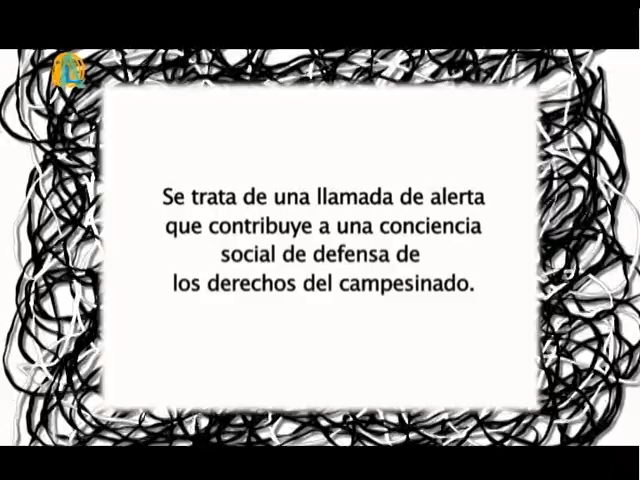 Se trata de una llamada de alerta
que contribuye a una conciencia
social de defensa de
los derechos del campesinado.